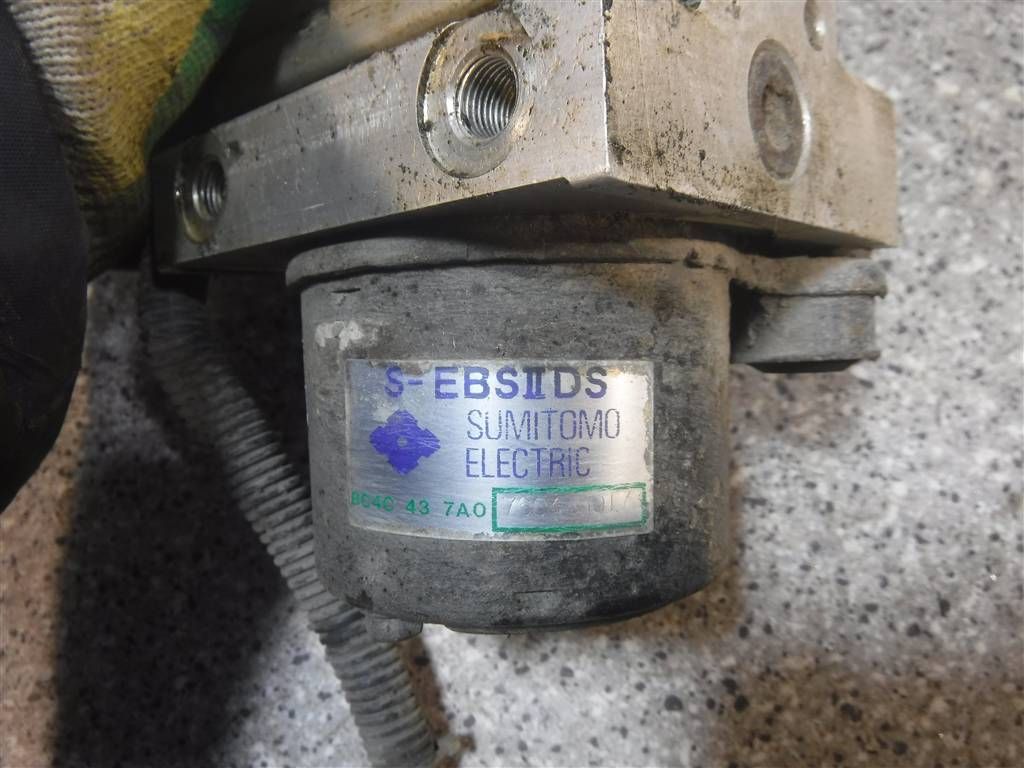 S-EBSⅡDS
SUMITOMO
ELECTRIC
BC4C 43 7A0